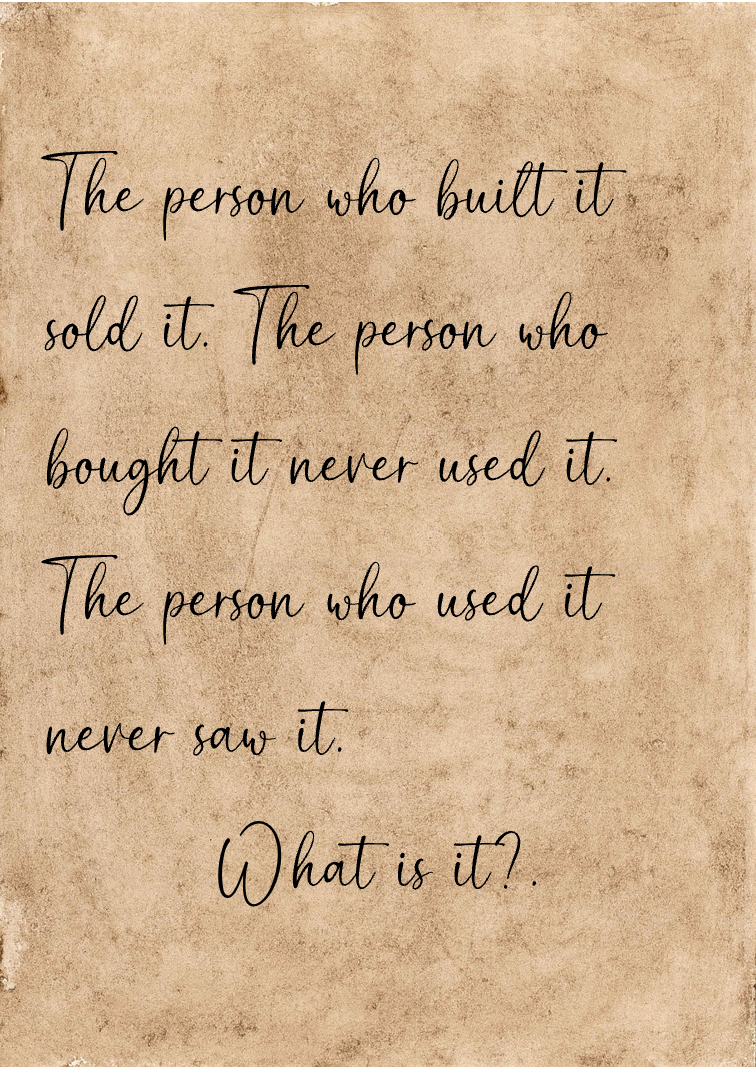 The person who built it
sold it. The person who
bought it never used it.
The person who used it
never saw it.
What is it?.